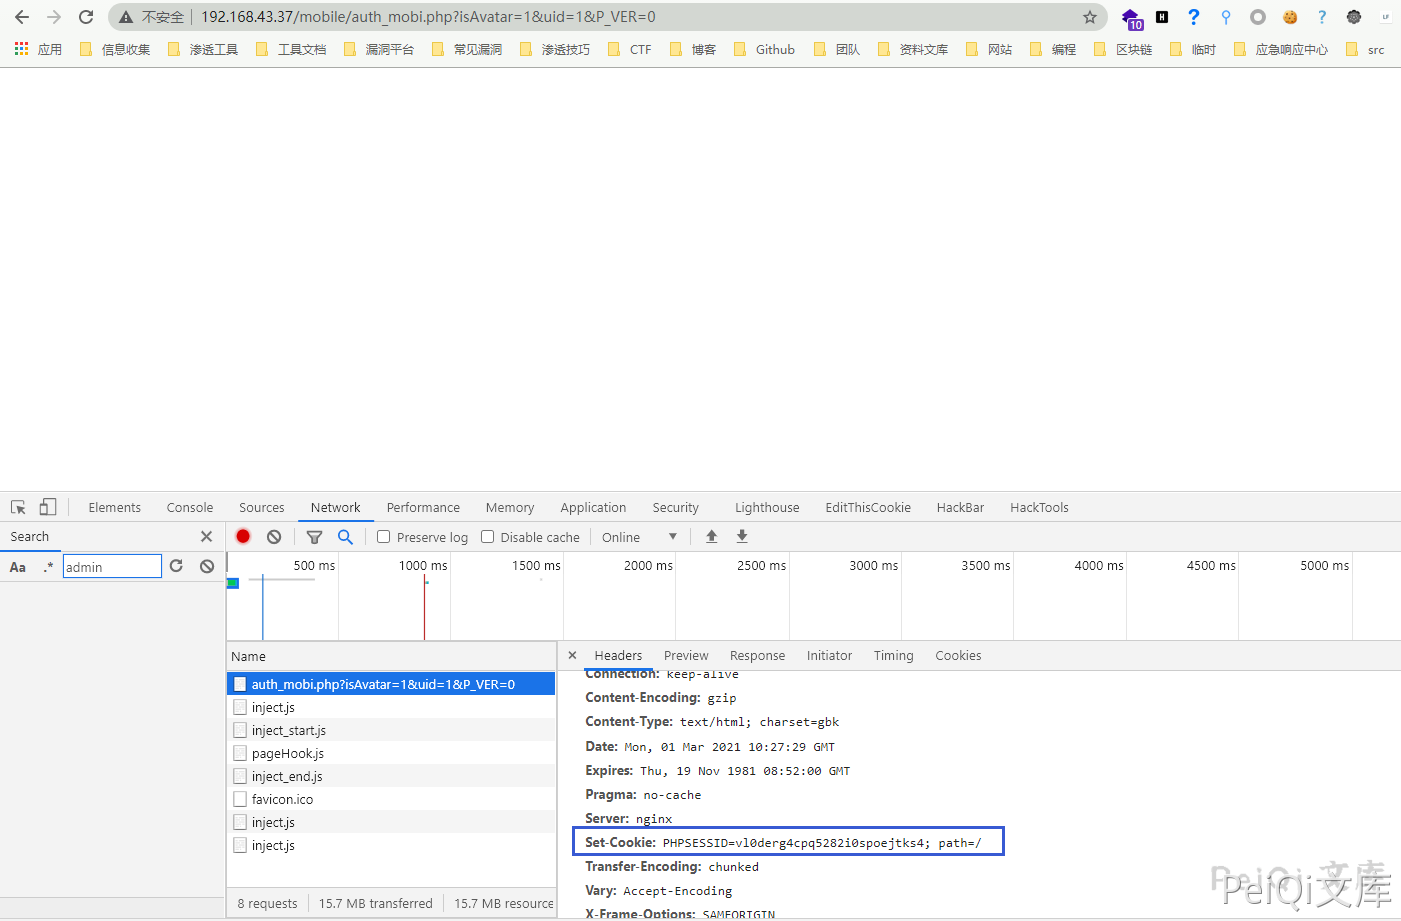 不安全 192.168.43.37/mobile/auth_mobi.php?isAvatar=1&uid=1&P_VER=0 10
应用 信息收集 渗透工具 工具文档 漏洞平台 常见漏洞 渗透技巧 CTF 博客 Github 团队 资料文库 网站 编程 区块链 临时 应急响应中心 src
Elements Console Sources Network Performance Memory Application Security Lighthouse EditThisCookie HackBar HackTools
Search
Preserve log Disable cache Online
Aa .* admin
500 ms 1000 ms 1500 ms 2000 ms 2500 ms 3000 ms 3500 ms 4000 ms 4500 ms 5000 ms
Name
auth_mobi.php?isAvatar=1&uid=1&P_VER=0
inject.js
inject_start.js
pageHook.js
inject_end.js
favicon.ico
inject.js
inject.js
8 requests 15.7 MB transferred 15.7 MB resource
Headers Preview Response Initiator Timing Cookies
Connection: keep-alive
Content-Encoding: gzip
Content-Type: text/html; charset=gbk
Date: Mon, 01 Mar 2021 10:27:29 GMT
Expires: Thu, 19 Nov 1981 08:52:00 GMT
Pragma: no-cache
Server: nginx
Set-Cookie: PHPSESSID=vl0derg4cpq5282i0spoejtks4; path=/
Transfer-Encoding: chunked
Vary: Accept-Encoding
X-Frame-Options: SAMEORIGIN
PeiQi文库
PeiQi文库